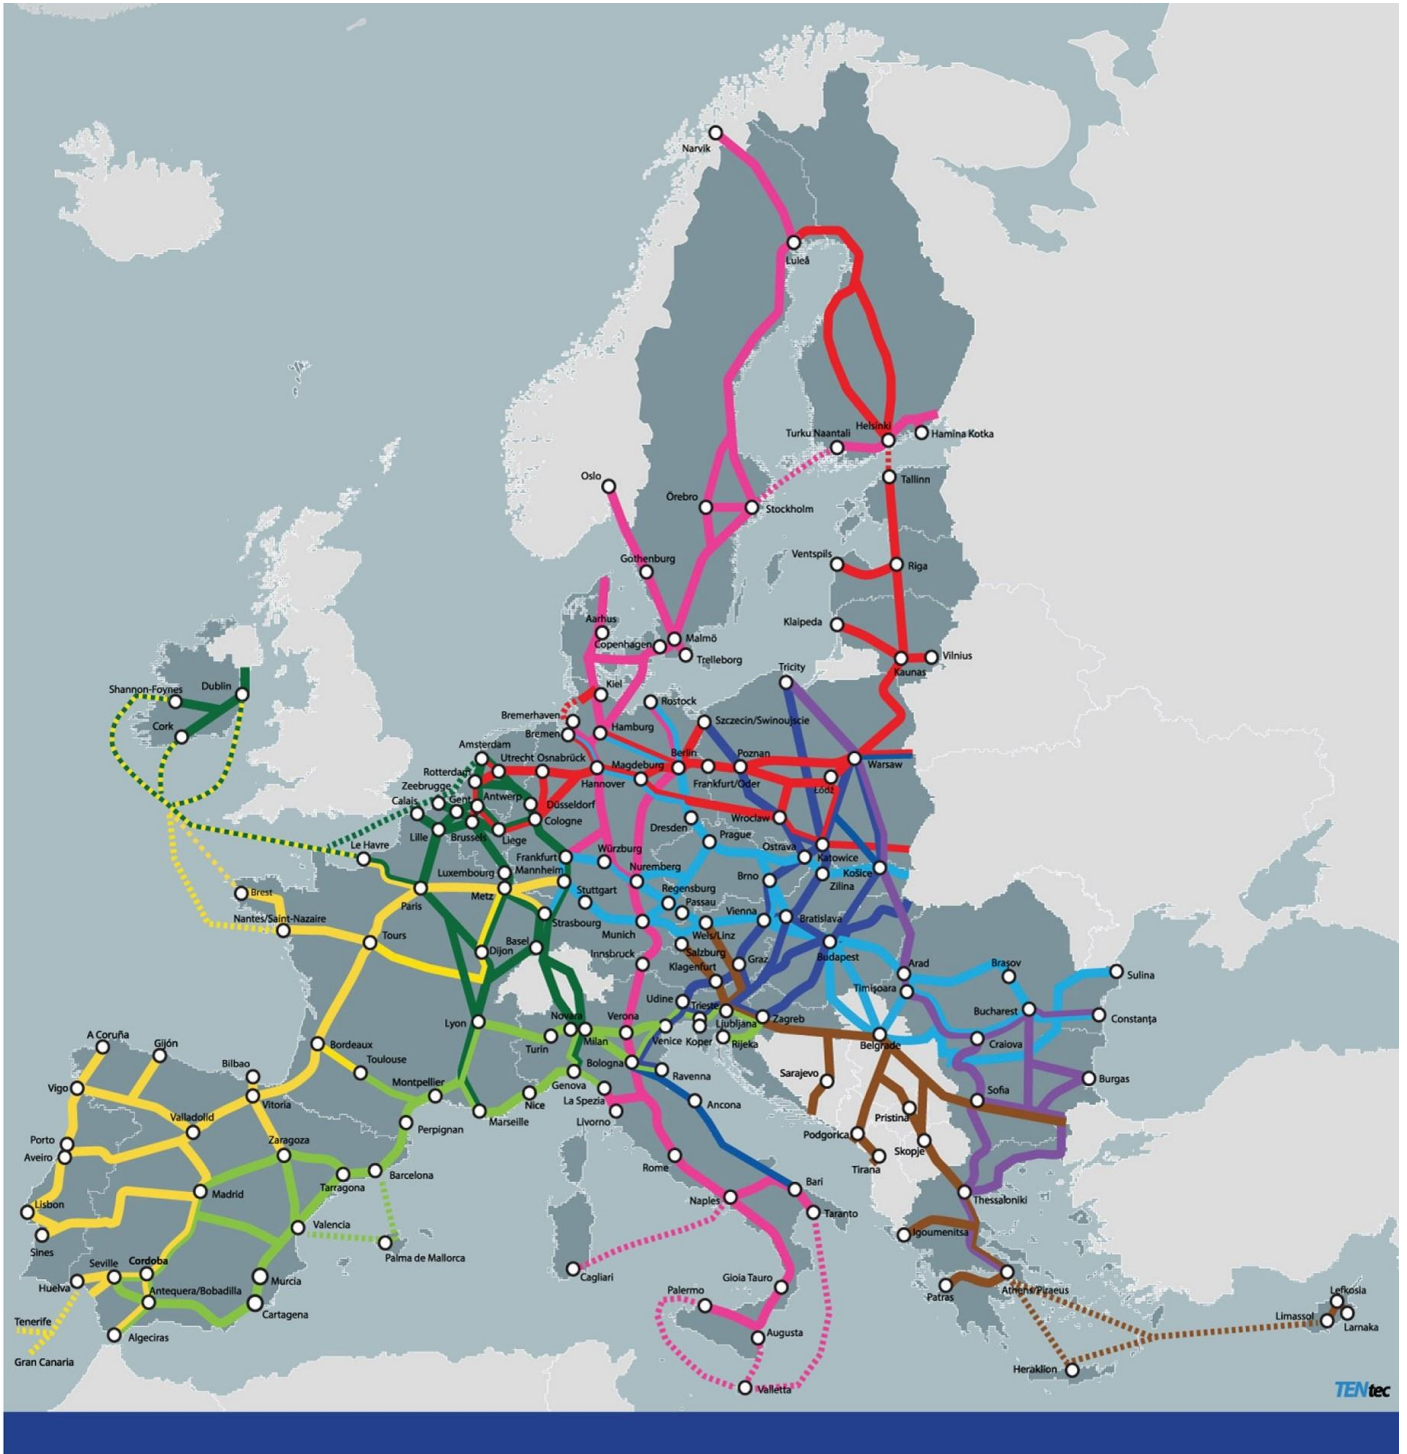 Narvik
Luleå
Helsinki
Turku Naantali
Hamina Kotka
Oslo
Tallinn
Örebro
Stockholm
Gothenburg
Ventspils
Riga
Aarhus
Klaipeda
Copenhagen
Malmö
Trelleborg
Vilnius
Kaunas
Tricity
Shannon-Foynes
Dublin
Kiel
Rostock
Cork
Bremerhaven
Szczecin/Swinoujscie
Bremen
Hamburg
Amsterdam
Utrecht
Osnabrück
Berlin
Poznan
Warsaw
Rotterdam
Magdeburg
Zeebrugge
Hannover
Frankfurt/Oder
Łódz
Calais
Gent
Antwerp
Düsseldorf
Cologne
Wroclaw
Lille
Brussels
Liege
Dresden
Prague
Le Havre
Frankfurt
Würzburg
Ostrava
Katowice
Luxembourg
Mannheim
Nuremberg
Brno
Zilina
Košice
Brest
Paris
Metz
Stuttgart
Regensburg
Passau
Nantes/Saint-Nazaire
Strasbourg
Vienna
Bratislava
Tours
Munich
Wels/Linz
Dijon
Basel
Innsbruck
Salzburg
Graz
Budapest
Klagenfurt
Arad
Brasov
Sulina
Timişoara
Udine
Trieste
Bucharest
Constanţa
Lyon
Novara
Verona
Ljubljana
Zagreb
A Coruña
Gijón
Bordeaux
Turin
Milan
Venice
Koper
Rijeka
Belgrade
Craiova
Bilbao
Toulouse
Bologna
Vigo
Montpellier
Genova
Ravenna
Sarajevo
Burgas
Vitoria
Nice
La Spezia
Sofia
Valladolid
Marseille
Livorno
Ancona
Pristina
Porto
Perpignan
Podgorica
Aveiro
Zaragoza
Skopje
Rome
Tirana
Barcelona
Tarragona
Madrid
Bari
Naples
Thessaloniki
Lisbon
Taranto
Valencia
Sines
Palma de Mallorca
Igoumenitsa
Seville
Cordoba
Cagliari
Gioia Tauro
Huelva
Murcia
Patras
Athens/Piraeus
Antequera/Bobadilla
Palermo
Lefkosia
Cartagena
Limassol
Larnaka
Tenerife
Algeciras
Augusta
Gran Canaria
Heraklion
Valletta
TENtec